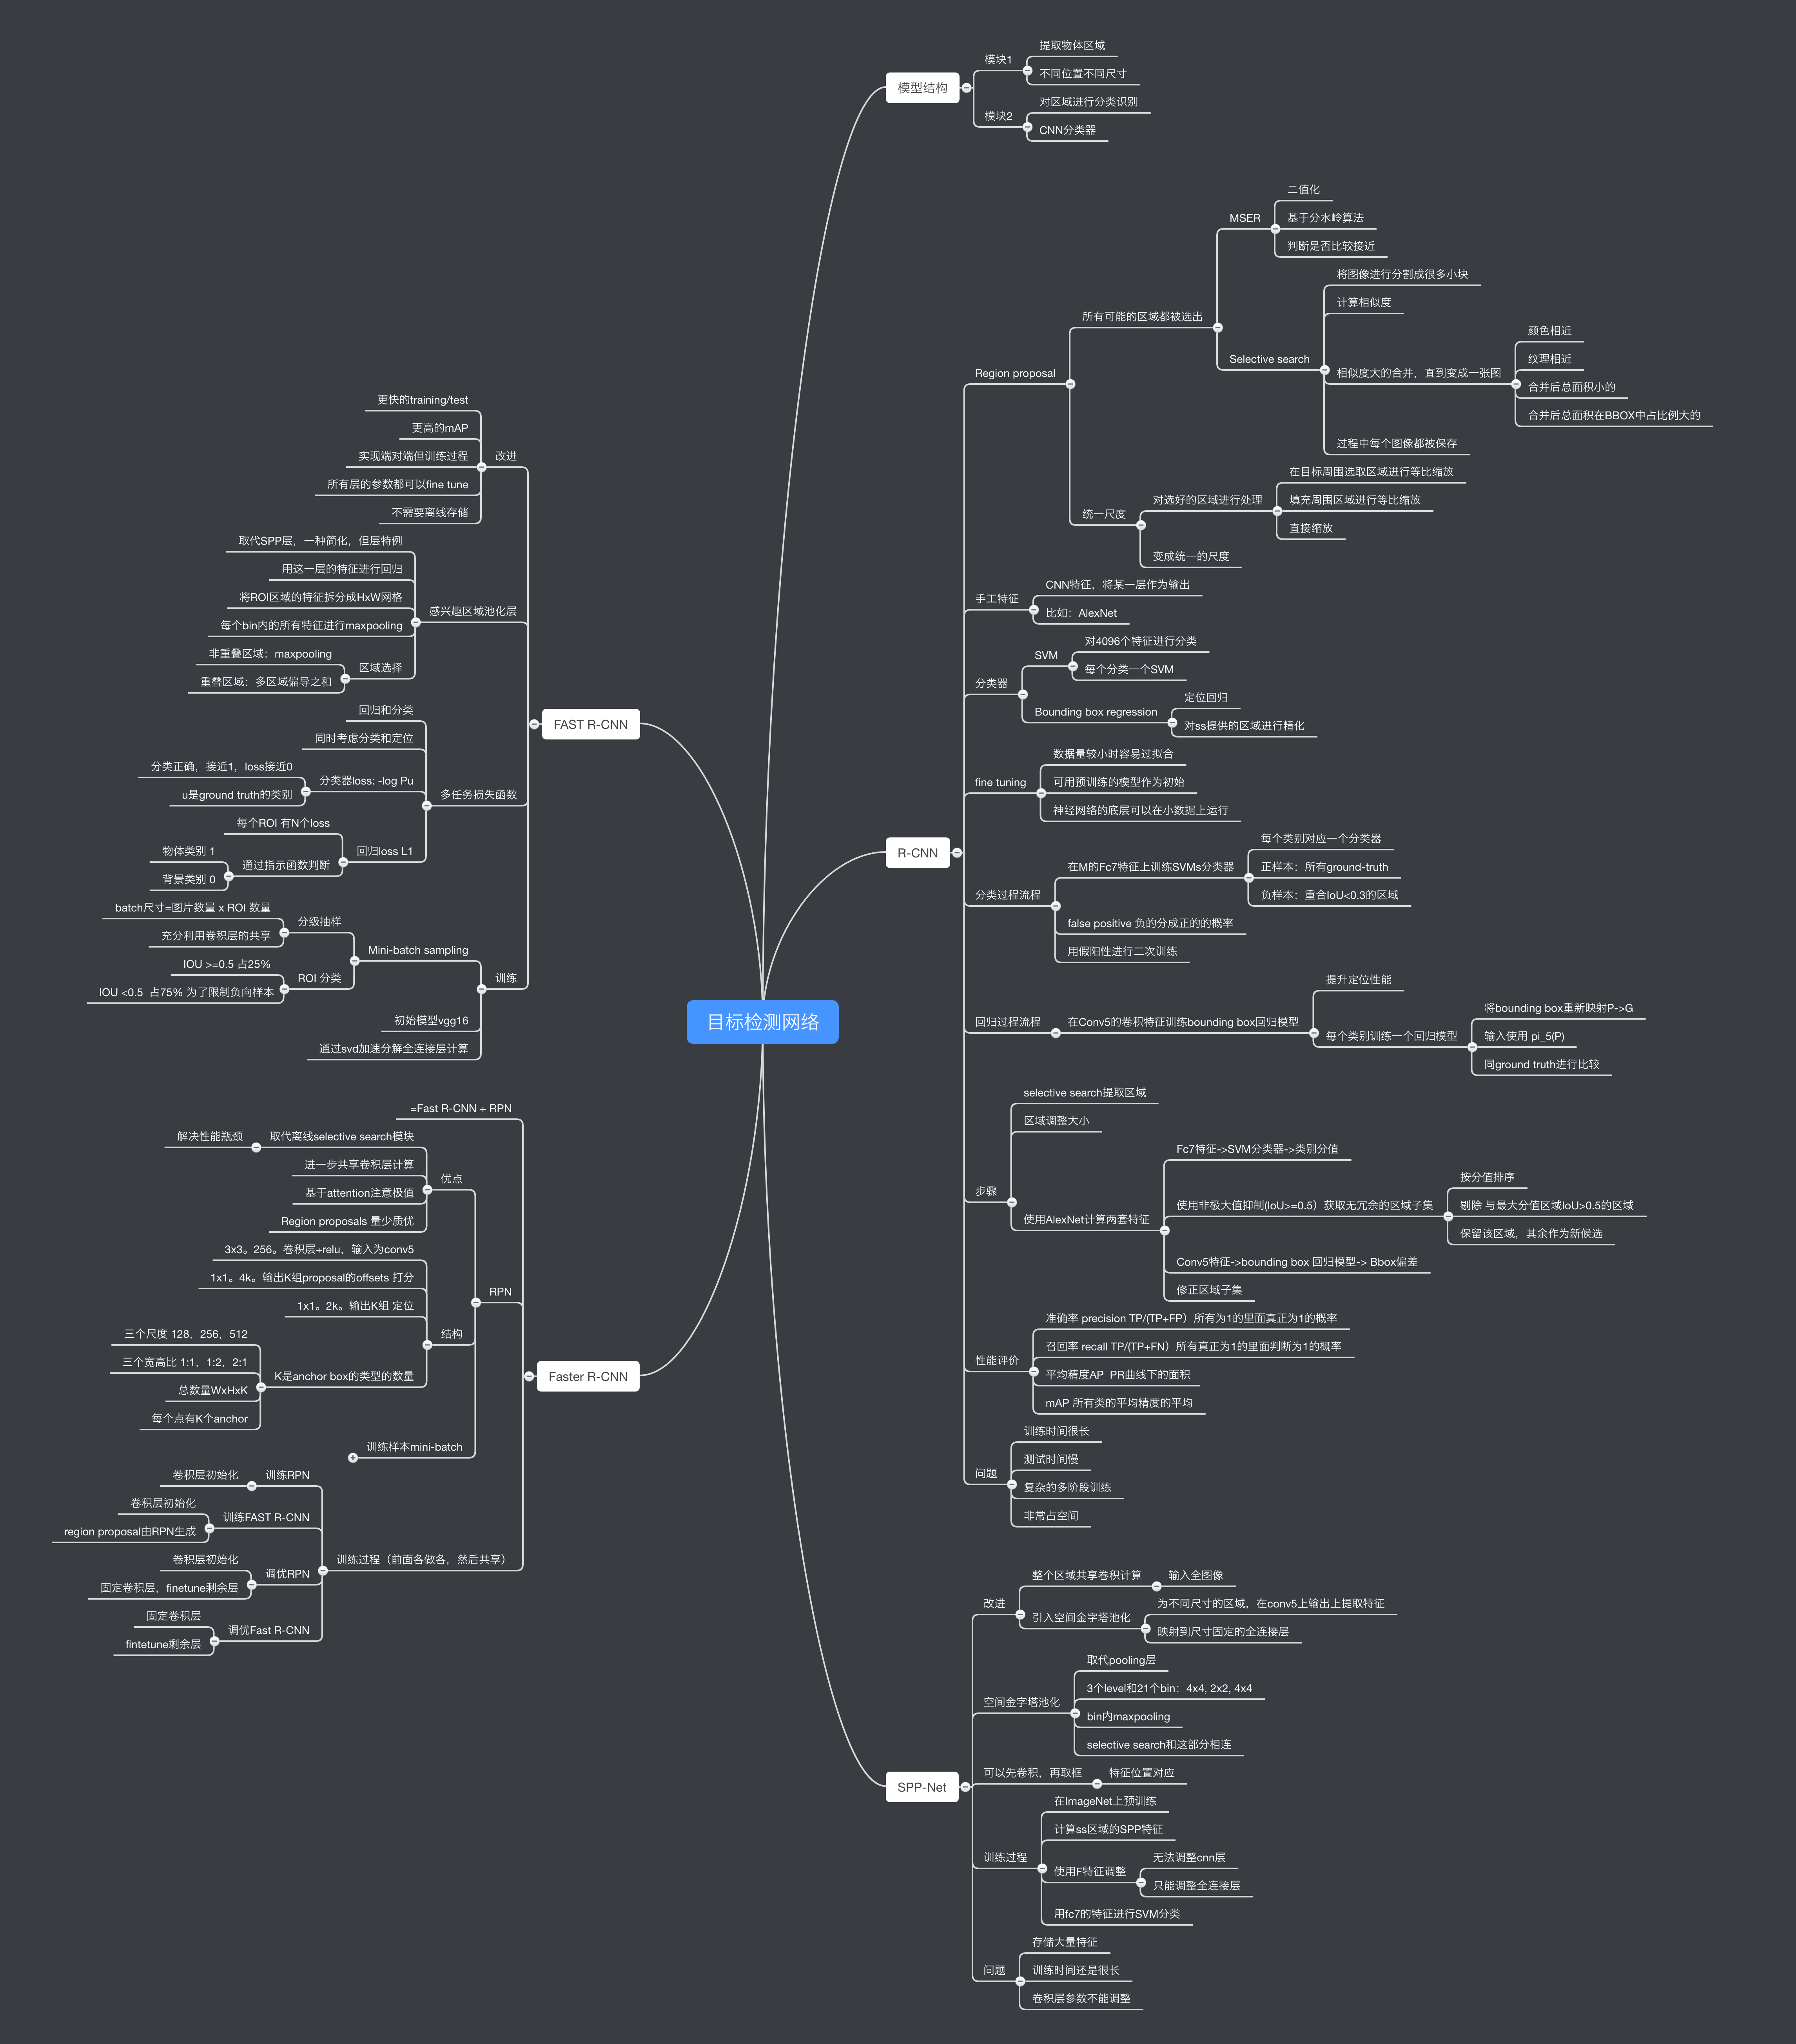 目标检测网络
模型结构
模块1
提取物体区域
不同位置不同尺寸
模块2
对区域进行分类识别
CNN分类器
R-CNN
Region proposal
所有可能的区域都被选出
MSER
二值化
基于分水岭算法
判断是否比较接近
Selective search
将图像进行分割成很多小块
计算相似度
相似度大的合并，直到变成一张图
颜色相近
纹理相近
合并后总面积小的
合并后总面积在BBOX中占比例大的
过程中每个图像都被保存
统一尺度
对选好的区域进行处理
在目标周围选取区域进行等比缩放
填充周围区域进行等比缩放
直接缩放
变成统一的尺度
手工特征
CNN特征，将某一层作为输出
比如：AlexNet
分类器
SVM
对4096个特征进行分类
每个分类一个SVM
Bounding box regression
定位回归
对ss提供的区域进行精化
fine tuning
数据量较小时容易过拟合
可用预训练的模型作为初始
神经网络的底层可以在小数据上运行
分类过程流程
在M的Fc7特征上训练SVMs分类器
每个类别对应一个分类器
正样本：所有ground-truth
负样本：重合IoU<0.3的区域
false positive 负的分成正的的概率
用假阳性进行二次训练
回归过程流程
在Conv5的卷积特征训练bounding box回归模型
提升定位性能
每个类别训练一个回归模型
将bounding box重新映射P->G
输入使用 pi_5(P)
同ground truth进行比较
步骤
selective search提取区域
区域调整大小
使用AlexNet计算两套特征
Fc7特征->SVM分类器->类别分值
使用非极大值抑制(IoU>=0.5）获取无冗余的区域子集
按分值排序
剔除 与最大分值区域IoU>0.5的区域
保留该区域，其余作为新候选
Conv5特征->bounding box 回归模型-> Bbox偏差
修正区域子集
性能评价
准确率 precision TP/(TP+FP）所有为1的里面真正为1的概率
召回率 recall TP/(TP+FN）所有真正为1的里面判断为1的概率
平均精度AP  PR曲线下的面积
mAP 所有类的平均精度的平均
问题
训练时间很长
测试时间慢
复杂的多阶段训练
非常占空间
SPP-Net
改进
整个区域共享卷积计算
输入全图像
引入空间金字塔池化
为不同尺寸的区域，在conv5上输出上提取特征
映射到尺寸固定的全连接层
空间金字塔池化
取代pooling层
3个level和21个bin：4x4, 2x2, 4x4
bin内maxpooling
selective search和这部分相连
可以先卷积，再取框
特征位置对应
训练过程
在ImageNet上预训练
计算ss区域的SPP特征
使用F特征调整
无法调整cnn层
只能调整全连接层
用fc7的特征进行SVM分类
问题
存储大量特征
训练时间还是很长
卷积层参数不能调整
FAST R-CNN
改进
更快的training/test
更高的mAP
实现端对端但训练过程
所有层的参数都可以fine tune
不需要离线存储
感兴趣区域池化层
取代SPP层，一种简化，但层特例
用这一层的特征进行回归
将ROI区域的特征拆分成HxW网格
每个bin内的所有特征进行maxpooling
区域选择
非重叠区域：maxpooling
重叠区域：多区域偏导之和
多任务损失函数
回归和分类
同时考虑分类和定位
分类器loss: -log Pu
分类正确，接近1，loss接近0
u是ground truth的类别
回归loss L1
每个ROI 有N个loss
通过指示函数判断
物体类别 1
背景类别 0
训练
Mini-batch sampling
分级抽样
batch尺寸=图片数量 x ROI 数量
充分利用卷积层的共享
ROI 分类
IOU >=0.5 占25%
IOU <0.5  占75% 为了限制负向样本
初始模型vgg16
通过svd加速分解全连接层计算
Faster R-CNN
=Fast R-CNN + RPN
RPN
优点
取代离线selective search模块
解决性能瓶颈
进一步共享卷积层计算
基于attention注意极值
Region proposals 量少质优
结构
3x3。256。卷积层+relu，输入为conv5
1x1。4k。输出K组proposal的offsets 打分
1x1。2k。输出K组 定位
K是anchor box的类型的数量
三个尺度 128，256，512
三个宽高比 1:1，1:2，2:1
总数量WxHxK
每个点有K个anchor
训练样本mini-batch
训练过程（前面各做各，然后共享）
训练RPN
卷积层初始化
训练FAST R-CNN
卷积层初始化
region proposal由RPN生成
调优RPN
卷积层初始化
固定卷积层，finetune剩余层
调优Fast R-CNN
固定卷积层
fintetune剩余层